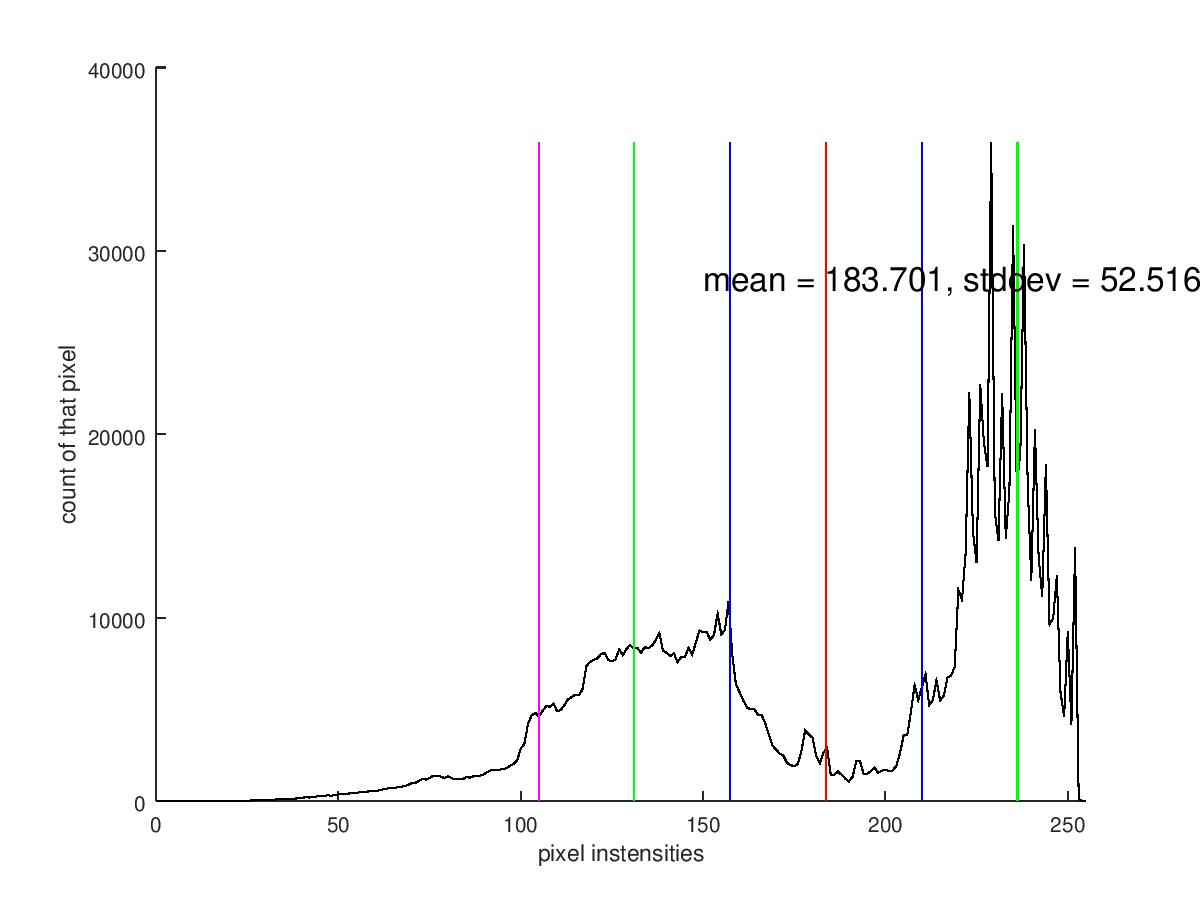 40000
30000
mean = 183.701, stddev = 52.516
count of that pixel
20000
10000
0
0 50 100 150 200 250
pixel instensities